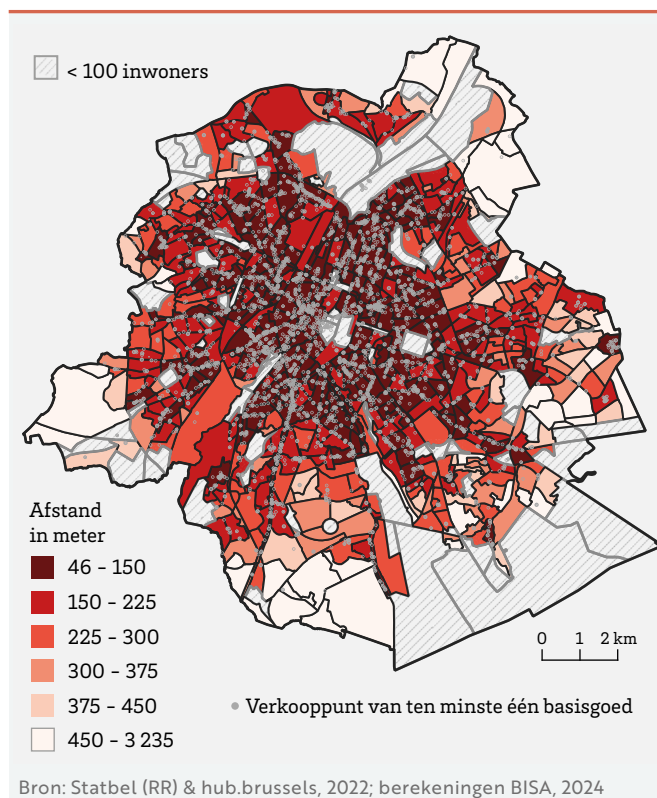 < 100 inwoners
Afstand
in meter
46 - 150
150 - 225
225 - 300
300 - 375
375 - 450
450 - 3 235
0 1 2 km
Verkooppunt van ten minste één basisgoed
Bron: Statbel (RR) & hub.brussels, 2022; berekeningen BISA, 2024